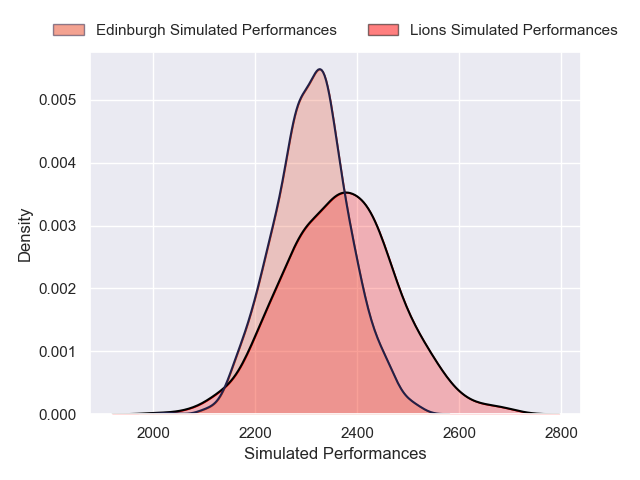 Edinburgh Simulated Performances
Lions Simulated Performances
0.005
0.004
0.003
0.002
0.001
0.000
Density
2000
2200
2400
2600
2800
Simulated Performances